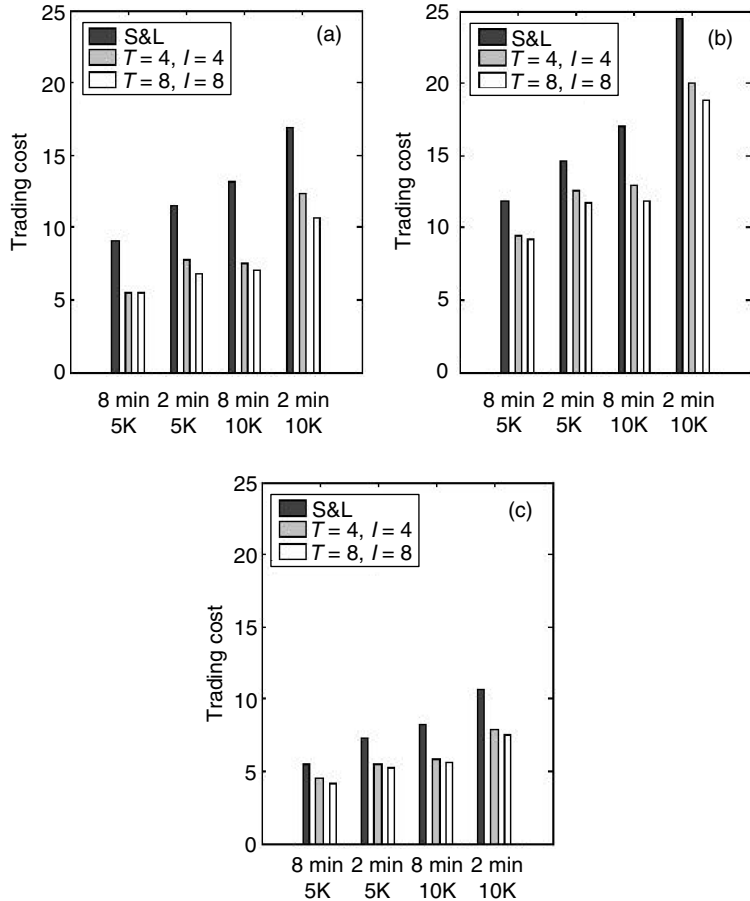 (a)
S&L
T = 4, I = 4
T = 8, I = 8
Trading cost
25
20
15
10
5
0
8 min 2 min 8 min 2 min
5K 5K 10K 10K
(b)
S&L
T = 4, I = 4
T = 8, I = 8
Trading cost
25
20
15
10
5
0
8 min 2 min 8 min 2 min
5K 5K 10K 10K
(c)
S&L
T = 4, I = 4
T = 8, I = 8
Trading cost
25
20
15
10
5
0
8 min 2 min 8 min 2 min
5K 5K 10K 10K